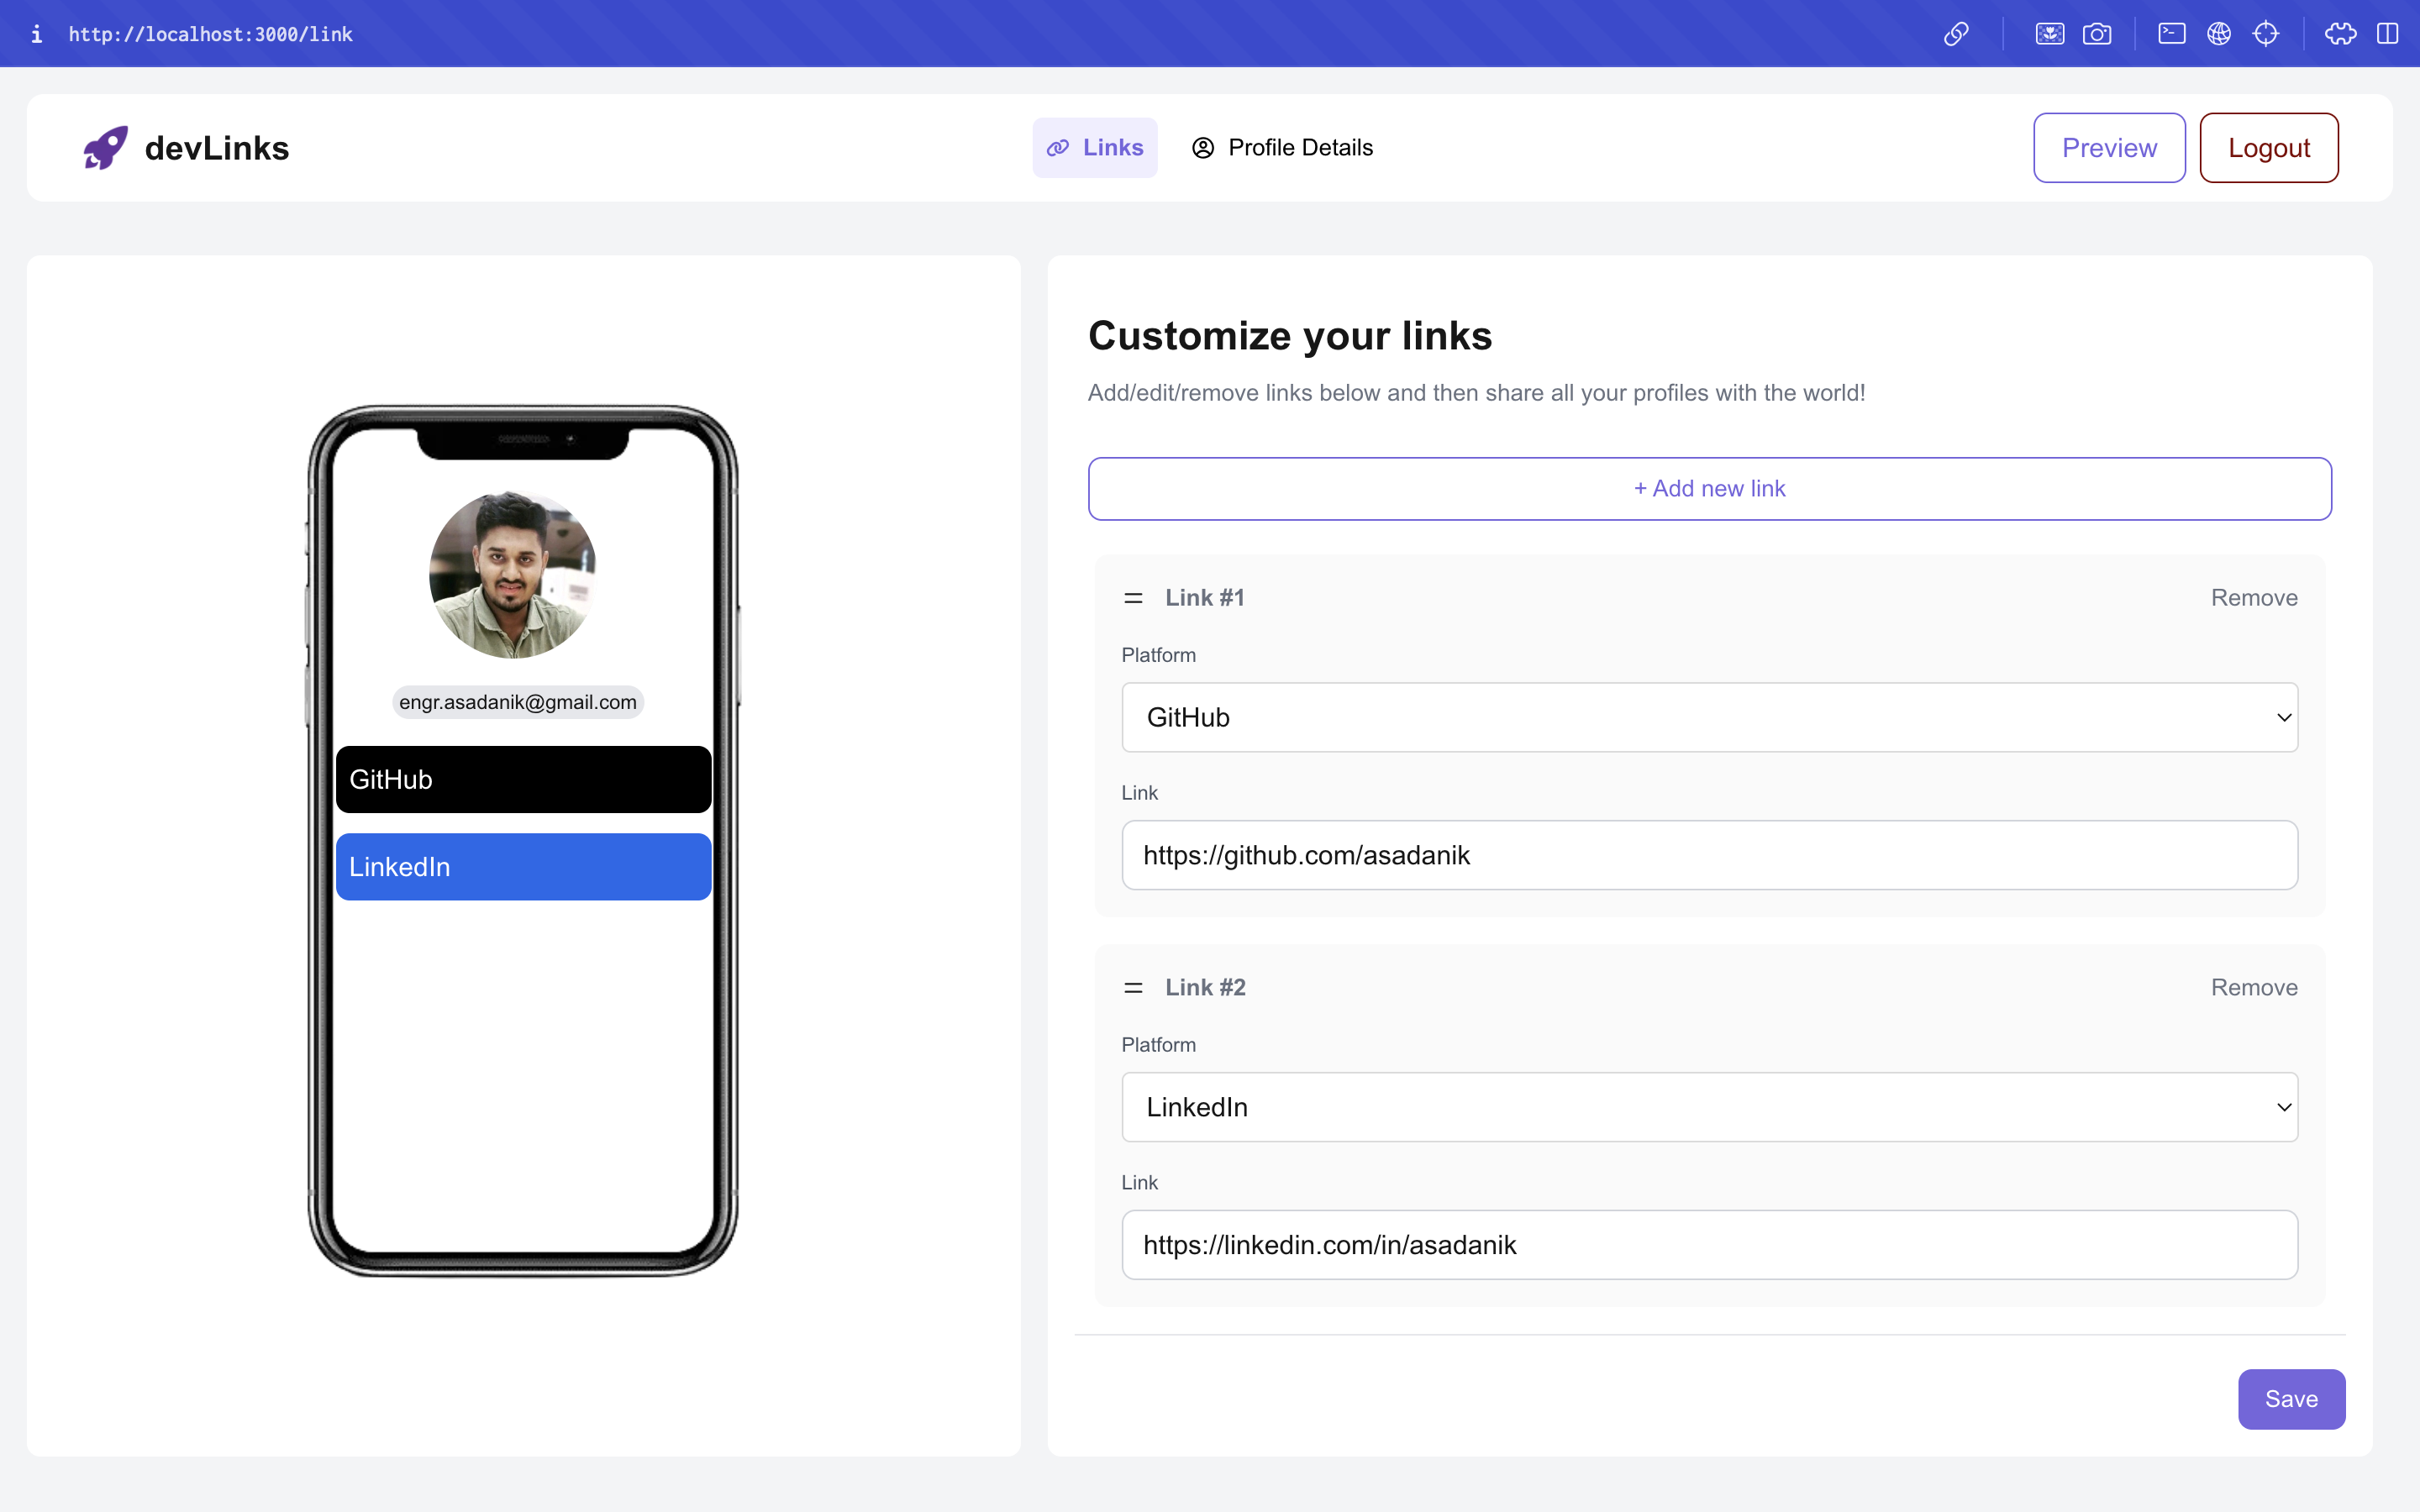 http://localhost:3000/link
devLinks
Links
Profile Details
Preview
Logout
engr.asadanik@gmail.com
GitHub
LinkedIn
Customize your links
Add/edit/remove links below and then share all your profiles with the world!
+ Add new link
Link #1
Remove
Platform
GitHub
Link
https://github.com/asadanik
Link #2
Remove
Platform
LinkedIn
Link
https://linkedin.com/in/asadanik
Save